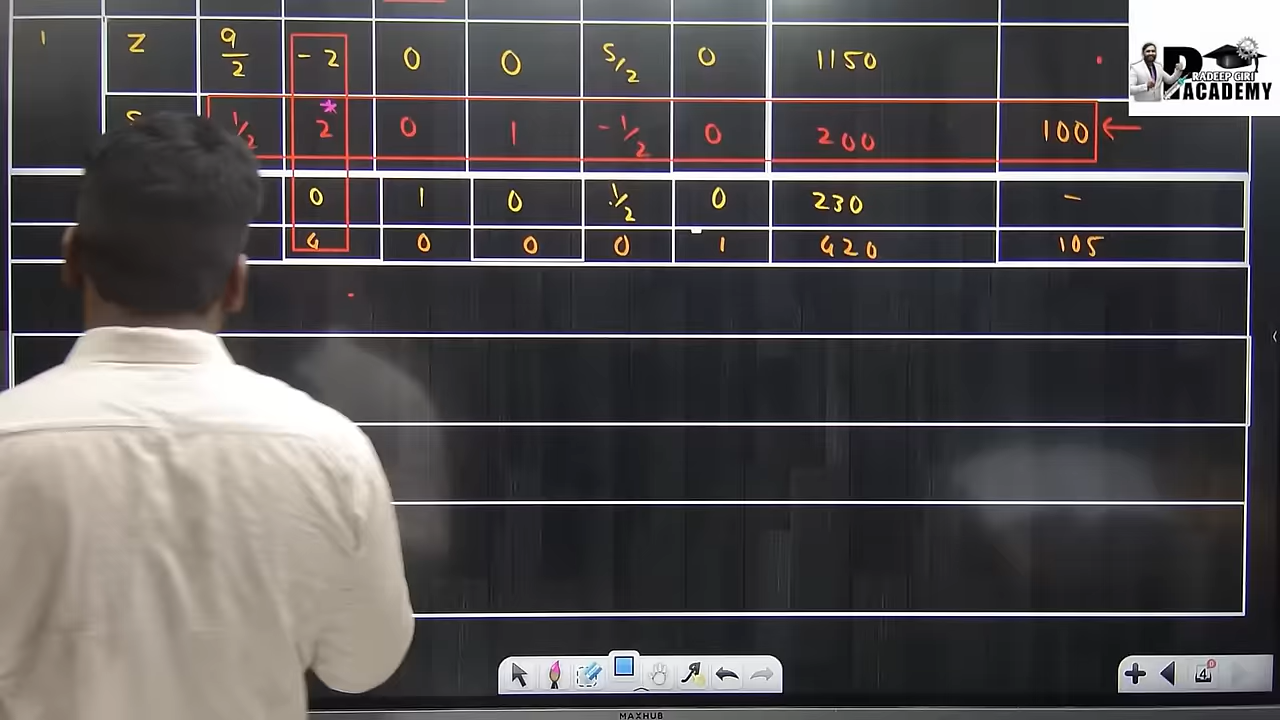 1 Z 9/2 -2 0 0 5/2 0 1150
1/2 2* 0 1 -1/2 0 200 100 ←
0 1 0 1/2 0 230 -
4 0 0 0 1 420 105
RADEEP GIRI
ACADEMY
4
MAXHUB